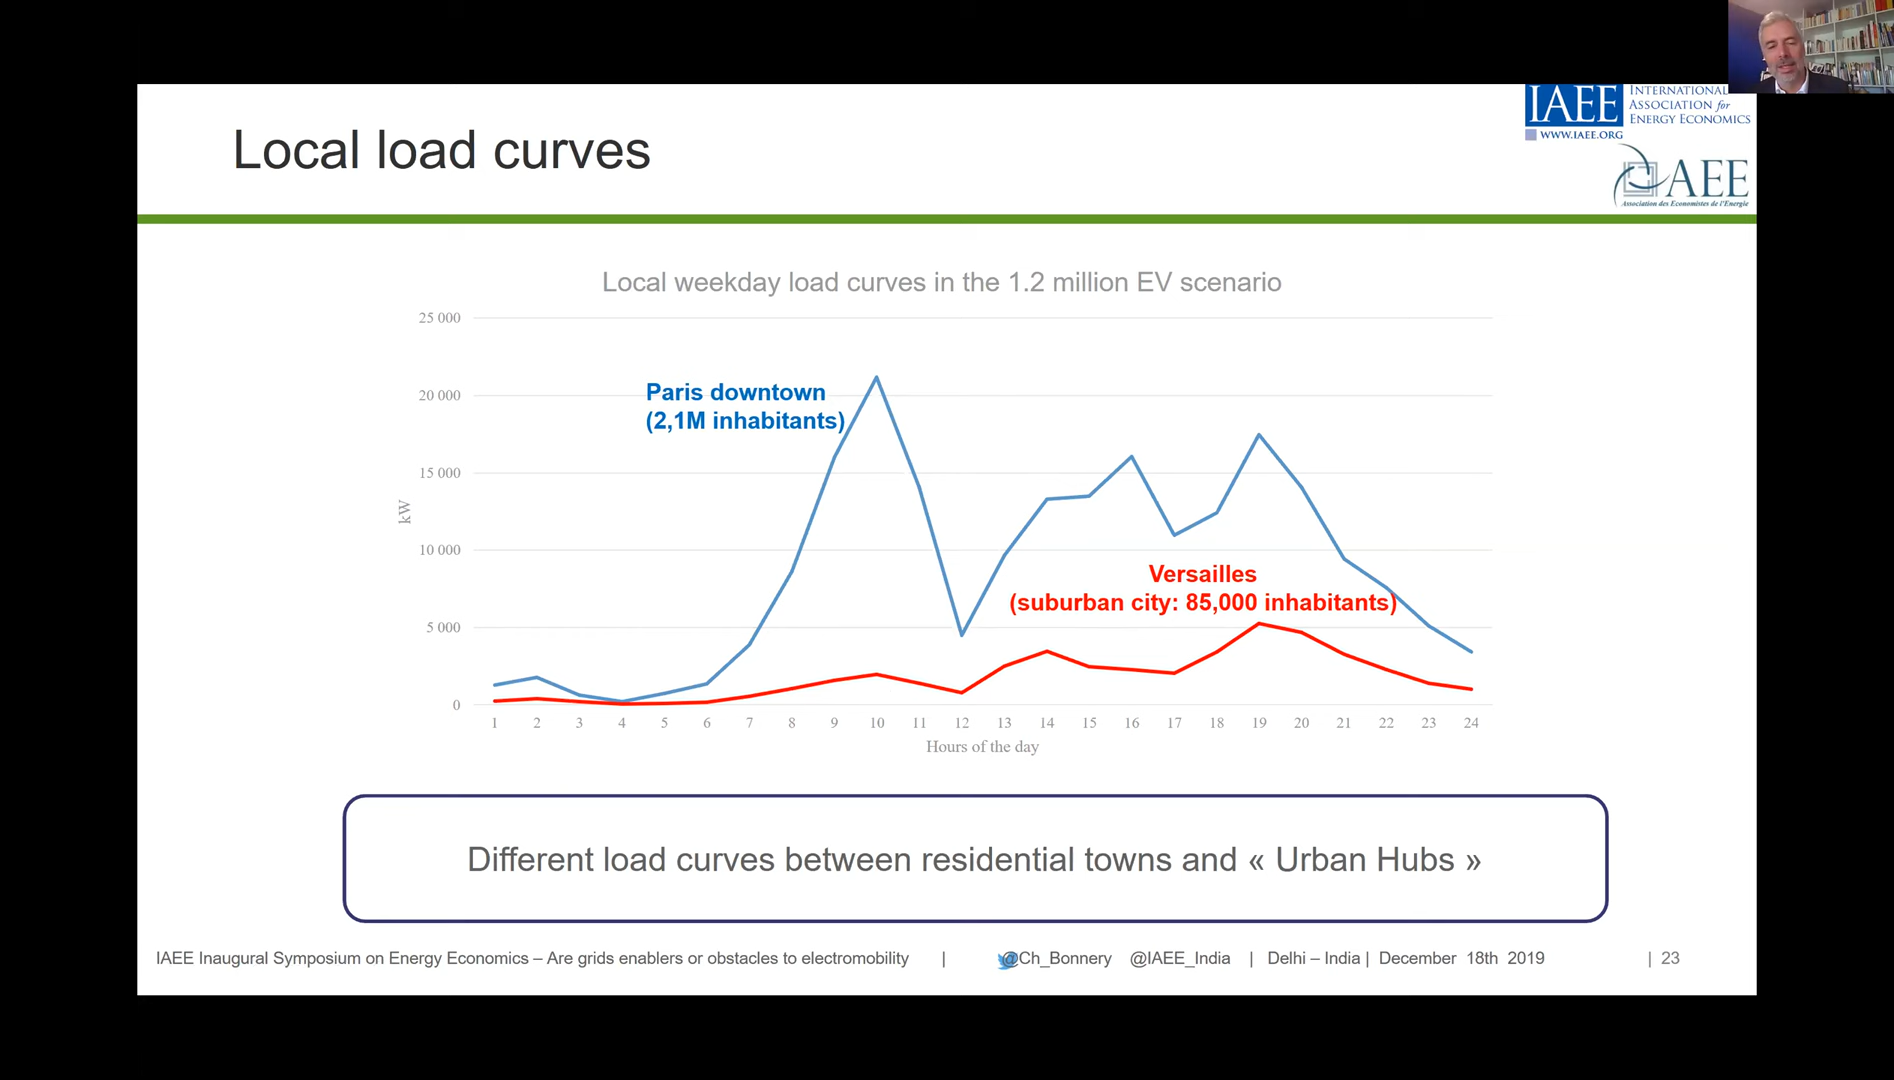 IAEE
INTERNATIONAL
ASSOCIATION for
ENERGY ECONOMICS
WWW.IAEE.ORG
AEE
Association des Economistes de l'Energie
Local load curves
Local weekday load curves in the 1.2 million EV scenario
25 000
20 000
15 000
10 000
5 000
0
kW
Paris downtown
(2,1M inhabitants)
Versailles
(suburban city: 85,000 inhabitants)
1 2 3 4 5 6 7 8 9 10 11 12 13 14 15 16 17 18 19 20 21 22 23 24
Hours of the day
Different load curves between residential towns and « Urban Hubs »
IAEE Inaugural Symposium on Energy Economics – Are grids enablers or obstacles to electromobility | @Ch_Bonnery @IAEE_India | Delhi – India | December 18th 2019 | 23